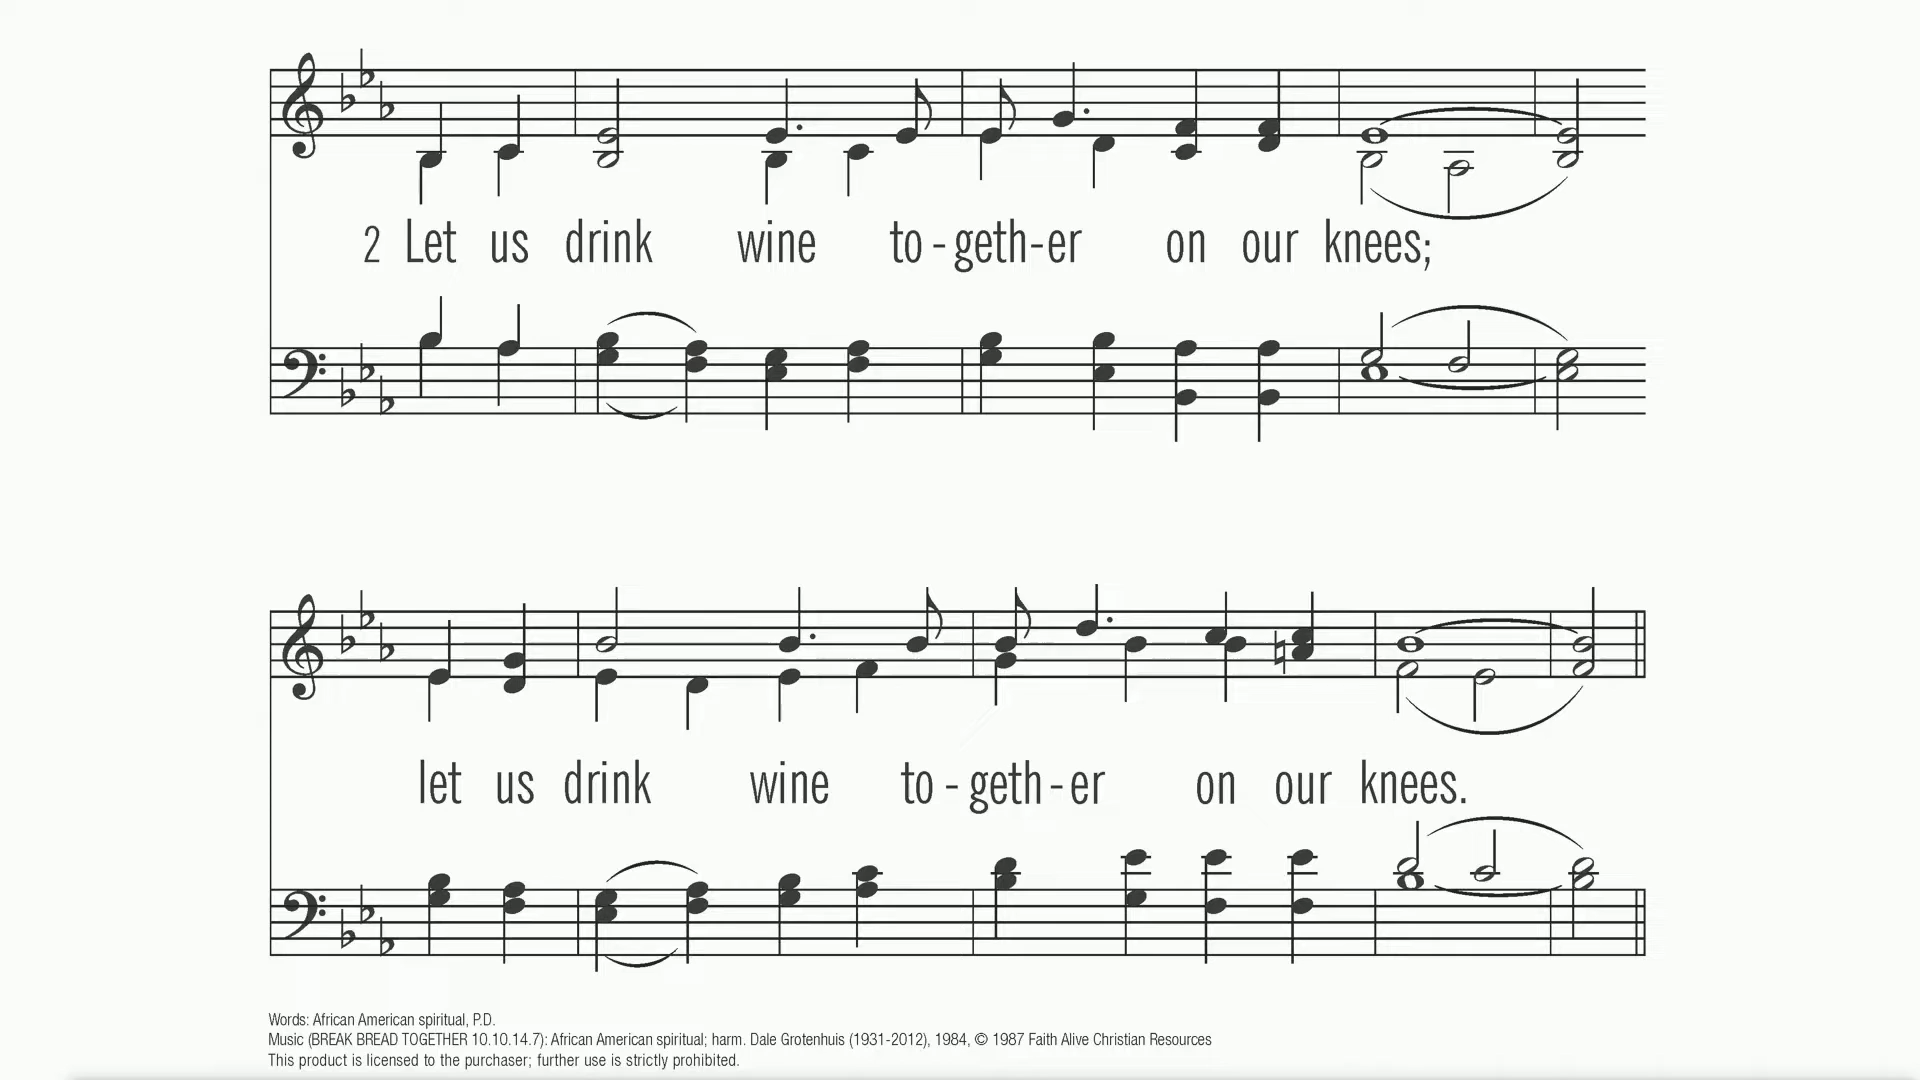 2 Let us drink wine to - geth - er on our knees;
let us drink wine to - geth - er on our knees.
Words: African American spiritual, P.D.
Music (BREAK BREAD TOGETHER 10.10.14.7): African American spiritual; harm. Dale Grotenhuis (1931-2012), 1984, © 1987 Faith Alive Christian Resources
This product is licensed to the purchaser; further use is strictly prohibited.